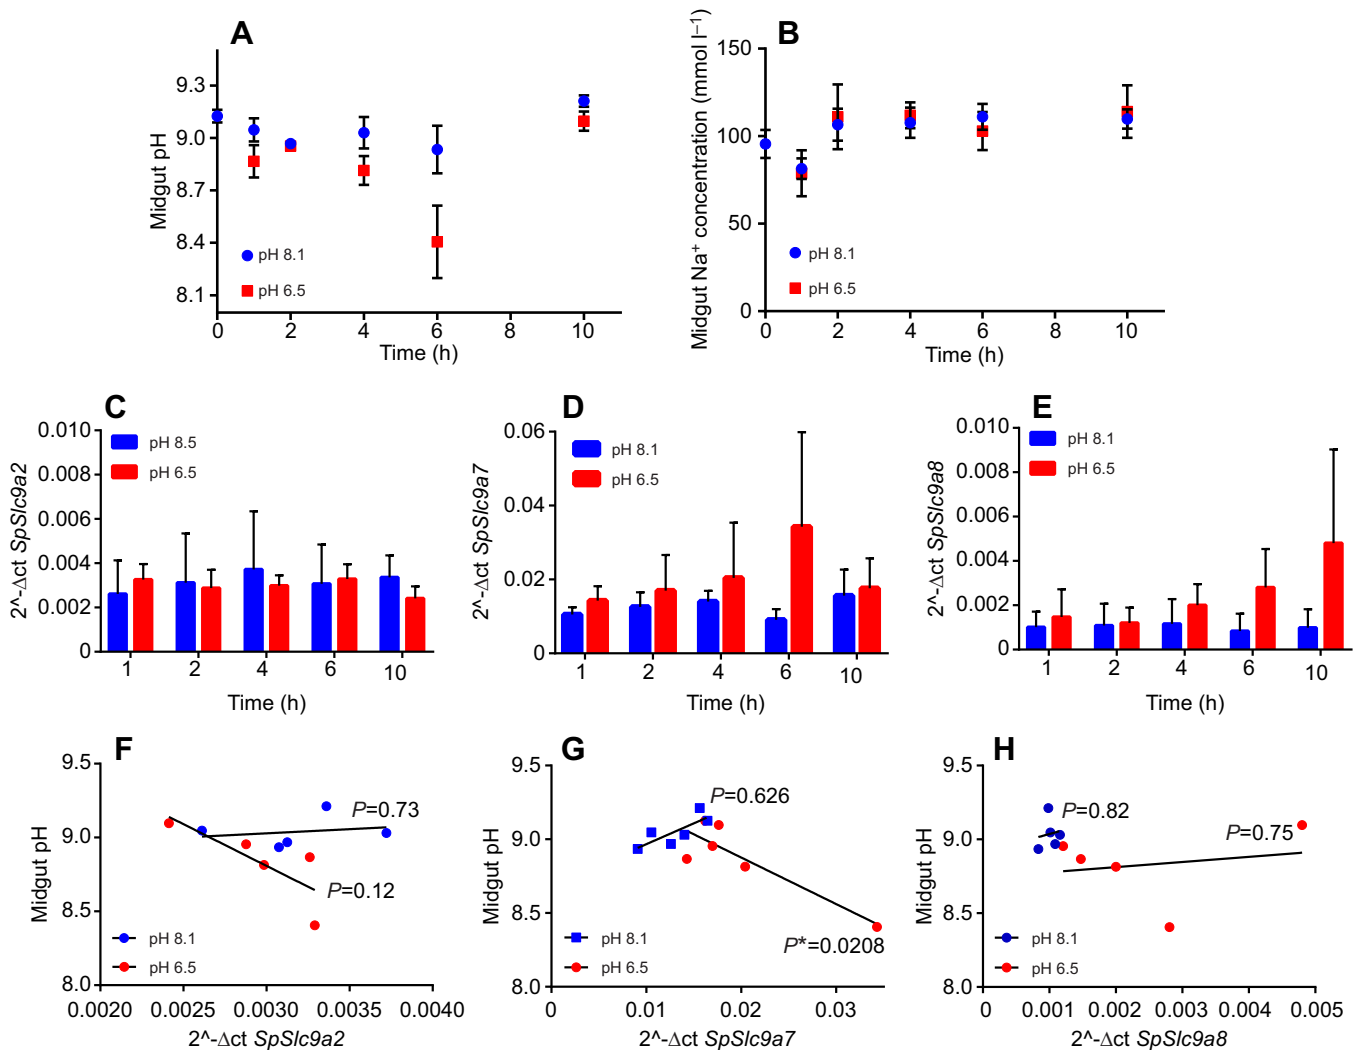 A
Midgut pH
9.3
9.0
8.7
8.4
8.1
pH 8.1
pH 6.5
0
2
4
6
8
10
Time (h)
B
Midgut Na⁺ concentration (mmol l⁻¹)
150
100
50
0
pH 8.1
pH 6.5
0
2
4
6
8
10
Time (h)
C
2^-Δct SpSlc9a2
0.010
0.008
0.006
0.004
0.002
0
pH 8.5
pH 6.5
1
2
4
6
10
Time (h)
D
2^-Δct SpSlc9a7
0.06
0.04
0.02
0
pH 8.1
pH 6.5
1
2
4
6
10
Time (h)
E
2^-Δct SpSlc9a8
0.010
0.008
0.006
0.004
0.002
0
pH 8.1
pH 6.5
1
2
4
6
10
Time (h)
F
Midgut pH
9.5
9.0
8.5
8.0
P=0.73
P=0.12
pH 8.1
pH 6.5
0.0020
0.0025
0.0030
0.0035
0.0040
2^-Δct SpSlc9a2
G
Midgut pH
9.5
9.0
8.5
8.0
P=0.626
P*=0.0208
pH 8.1
pH 6.5
0
0.01
0.02
0.03
2^-Δct SpSlc9a7
H
Midgut pH
9.5
9.0
8.5
8.0
P=0.82
P=0.75
pH 8.1
pH 6.5
0
0.001
0.002
0.003
0.004
0.005
2^-Δct SpSlc9a8